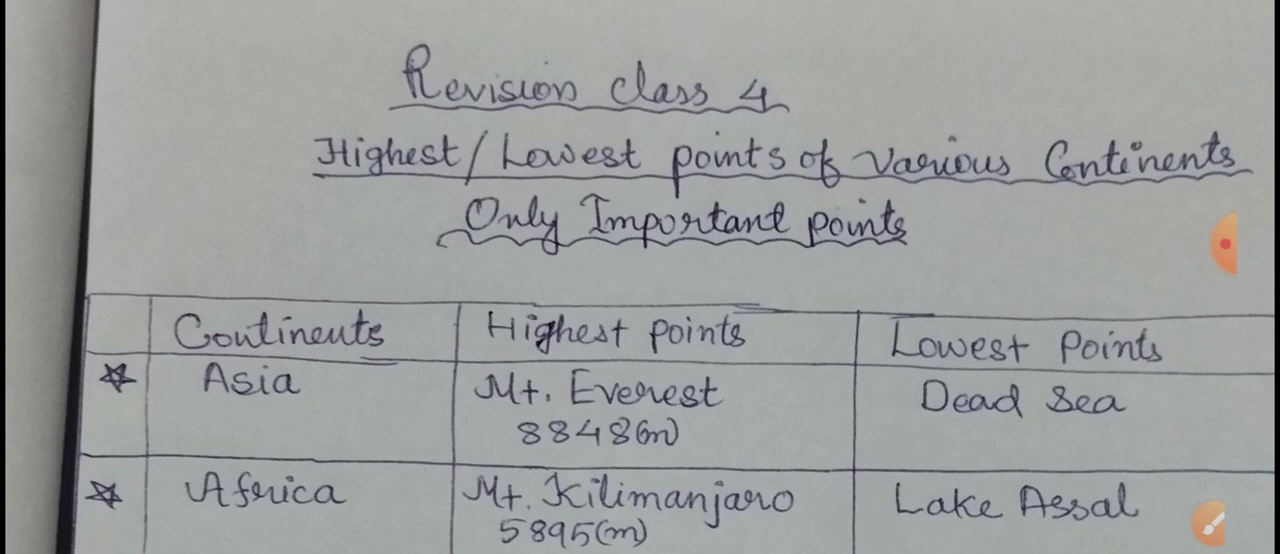 Revision class 4
Highest/Lowest points of various Continents
Only Important points
Continents Highest points Lowest Points
Asia Mt. Everest Dead Sea
8848(m)
Africa Mt. Kilimanjaro Lake Assal
5895(m)